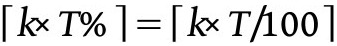 ⌈k× T% ⌉ = ⌈k× T/100⌉